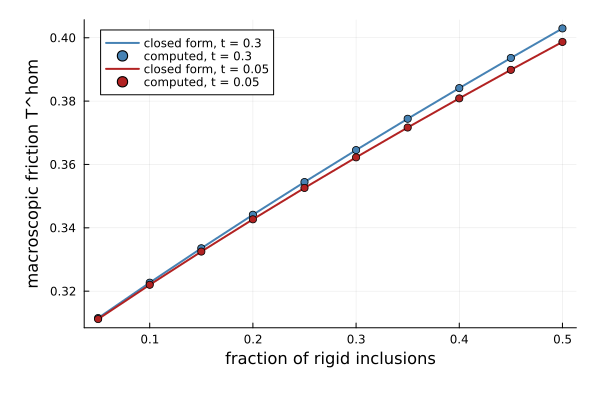 closed form, t = 0.3
computed, t = 0.3
closed form, t = 0.05
computed, t = 0.05
0.40
0.38
0.36
0.34
0.32
macroscopic friction T^hom
0.1
0.2
0.3
0.4
0.5
fraction of rigid inclusions